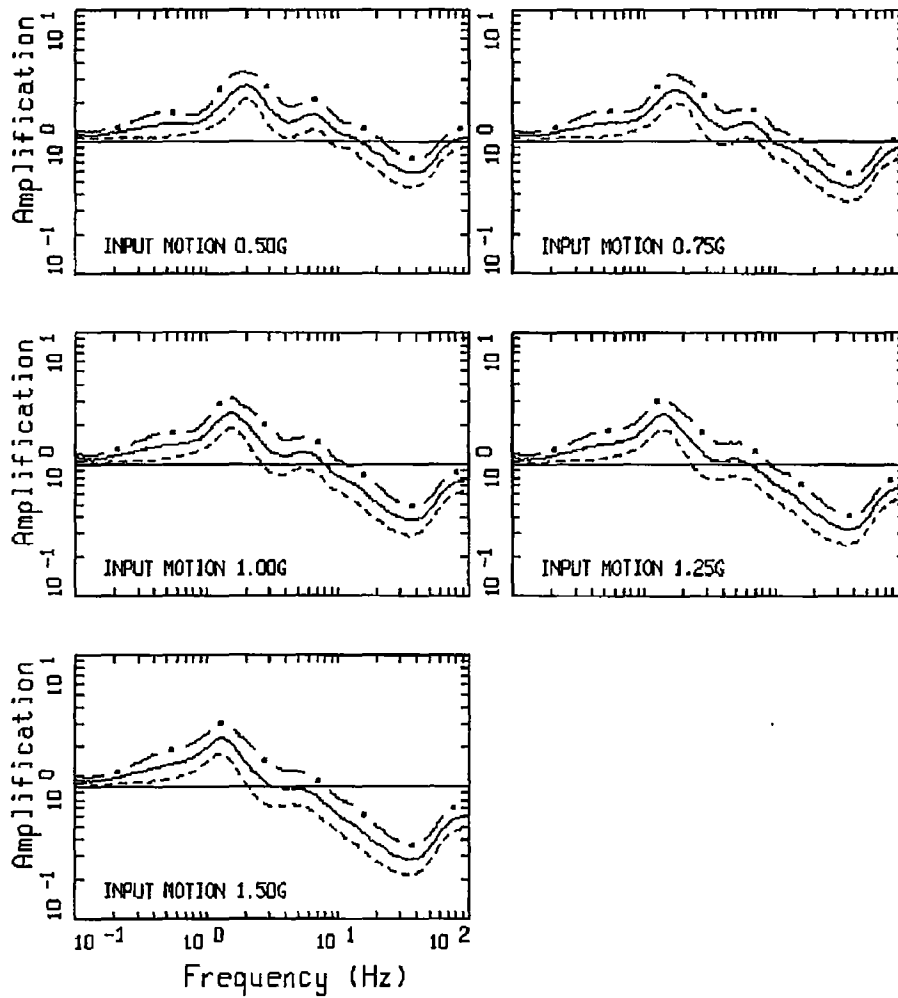 Amplification
10 1
10 0
10 -1
INPUT MOTION 0.50G
10 1
10 0
10 -1
INPUT MOTION 0.75G
Amplification
10 1
10 0
10 -1
INPUT MOTION 1.00G
10 1
10 0
10 -1
INPUT MOTION 1.25G
Amplification
10 1
10 0
10 -1
INPUT MOTION 1.50G
10 -1
10 0
10 1
10 2
Frequency (Hz)